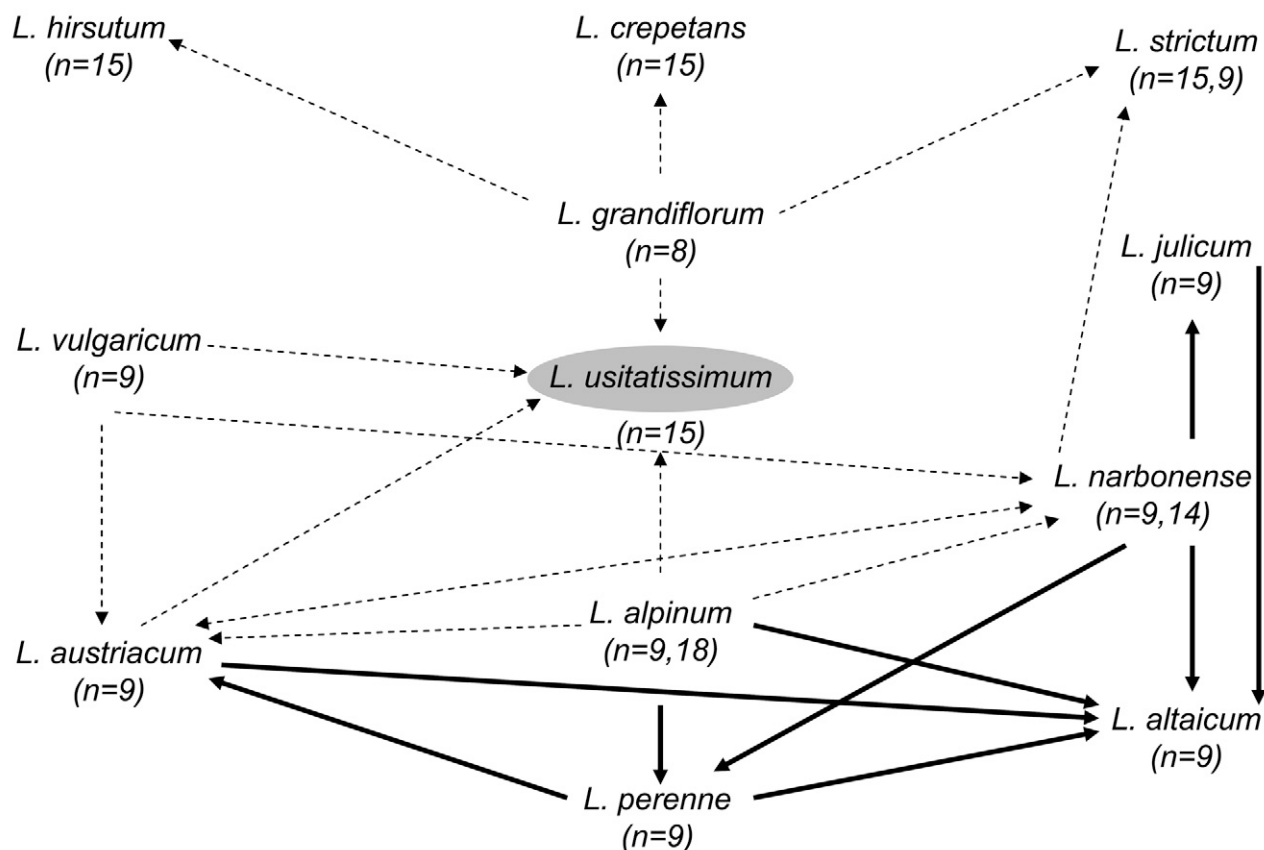 L. hirsutum
(n=15)
L. crepetans
(n=15)
L. strictum
(n=15,9)
L. grandiflorum
(n=8)
L. julicum
(n=9)
L. vulgaricum
(n=9)
L. usitatissimum
(n=15)
L. narbonense
(n=9,14)
L. alpinum
(n=9,18)
L. austriacum
(n=9)
L. altaicum
(n=9)
L. perenne
(n=9)